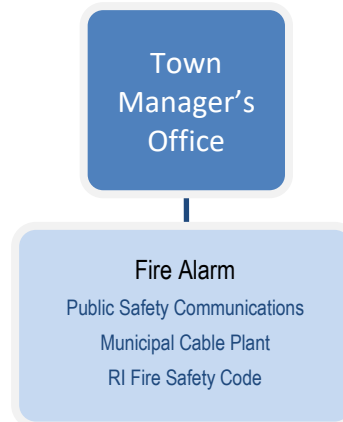 Town
Manager’s
Office
Fire Alarm
Public Safety Communications
Municipal Cable Plant
RI Fire Safety Code